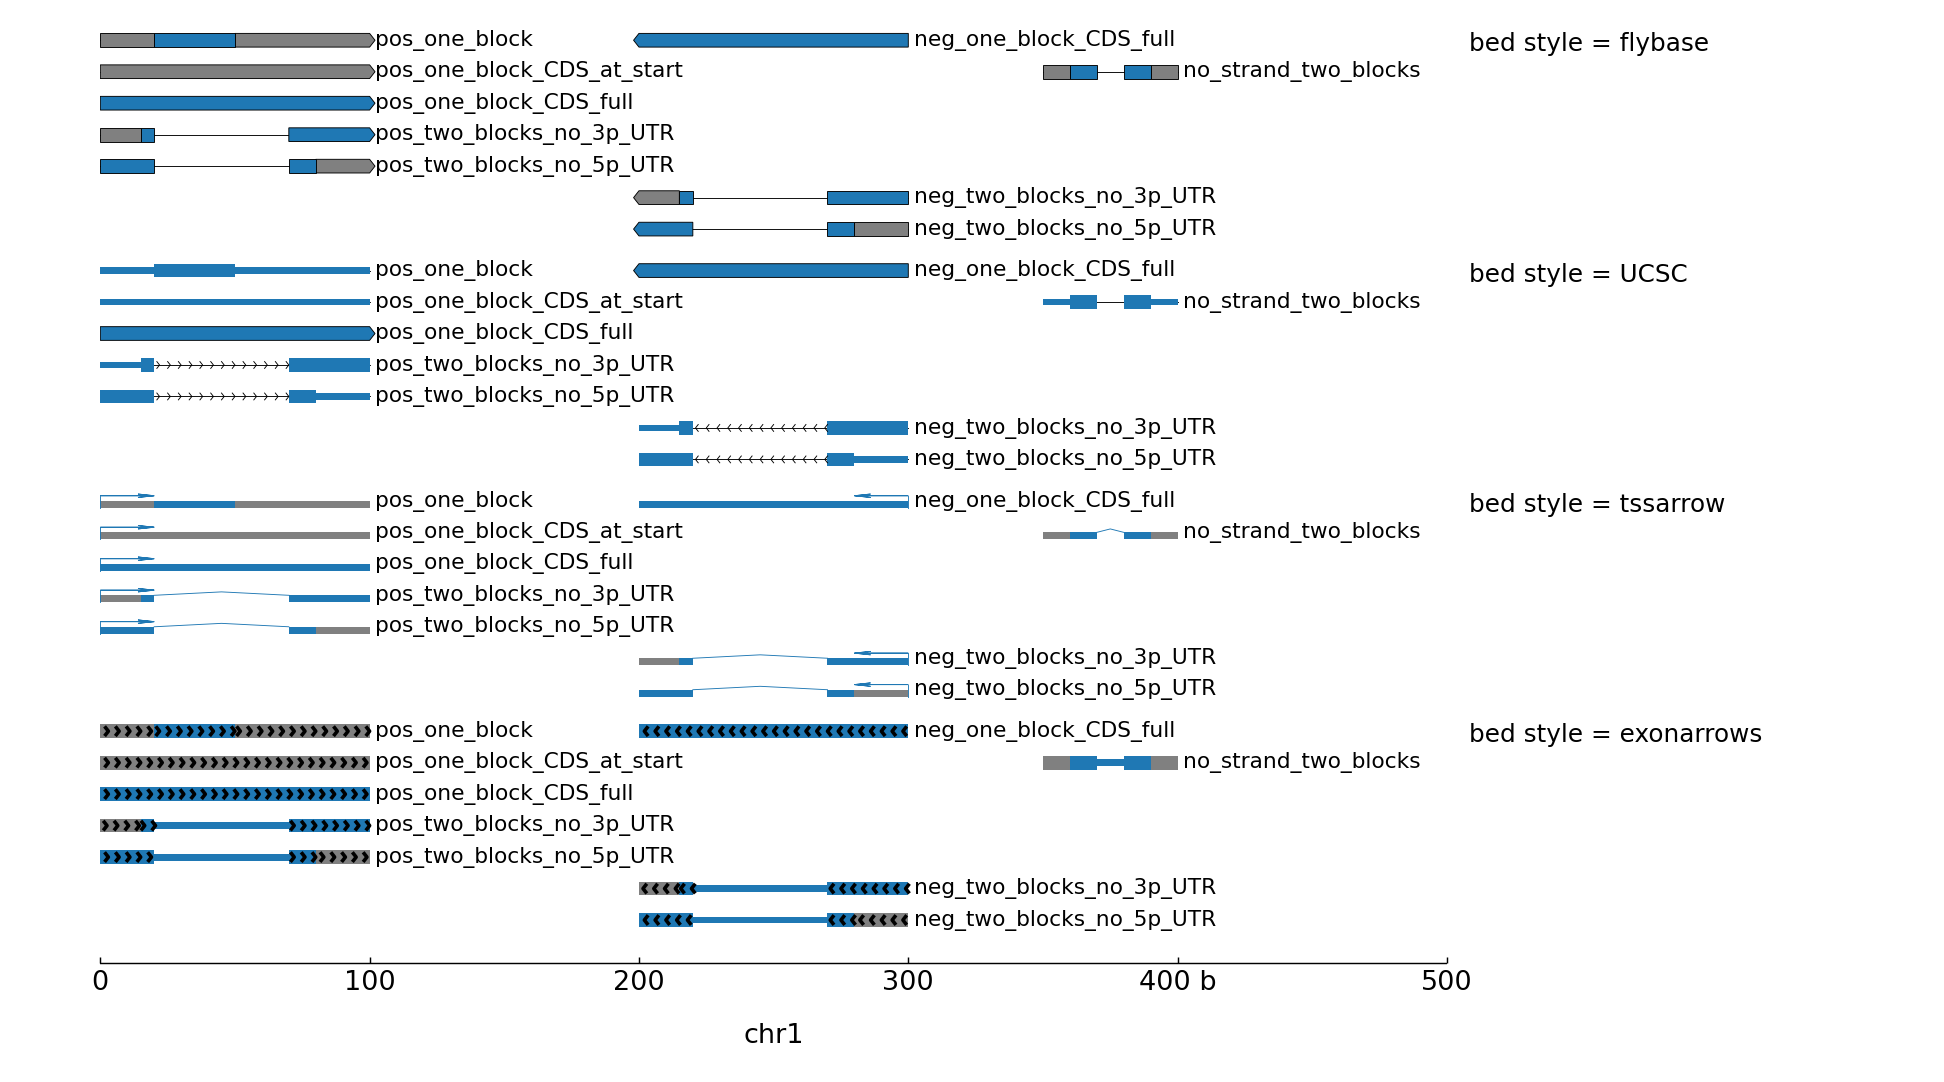 pos_one_block neg_one_block_CDS_full bed style = flybase
pos_one_block_CDS_at_start no_strand_two_blocks
pos_one_block_CDS_full
pos_two_blocks_no_3p_UTR
pos_two_blocks_no_5p_UTR
neg_two_blocks_no_3p_UTR
neg_two_blocks_no_5p_UTR
pos_one_block neg_one_block_CDS_full bed style = UCSC
pos_one_block_CDS_at_start no_strand_two_blocks
pos_one_block_CDS_full
pos_two_blocks_no_3p_UTR
pos_two_blocks_no_5p_UTR
neg_two_blocks_no_3p_UTR
neg_two_blocks_no_5p_UTR
pos_one_block neg_one_block_CDS_full bed style = tssarrow
pos_one_block_CDS_at_start no_strand_two_blocks
pos_one_block_CDS_full
pos_two_blocks_no_3p_UTR
pos_two_blocks_no_5p_UTR
neg_two_blocks_no_3p_UTR
neg_two_blocks_no_5p_UTR
pos_one_block neg_one_block_CDS_full bed style = exonarrows
pos_one_block_CDS_at_start no_strand_two_blocks
pos_one_block_CDS_full
pos_two_blocks_no_3p_UTR
pos_two_blocks_no_5p_UTR
neg_two_blocks_no_3p_UTR
neg_two_blocks_no_5p_UTR
0 100 200 300 400 b 500
chr1